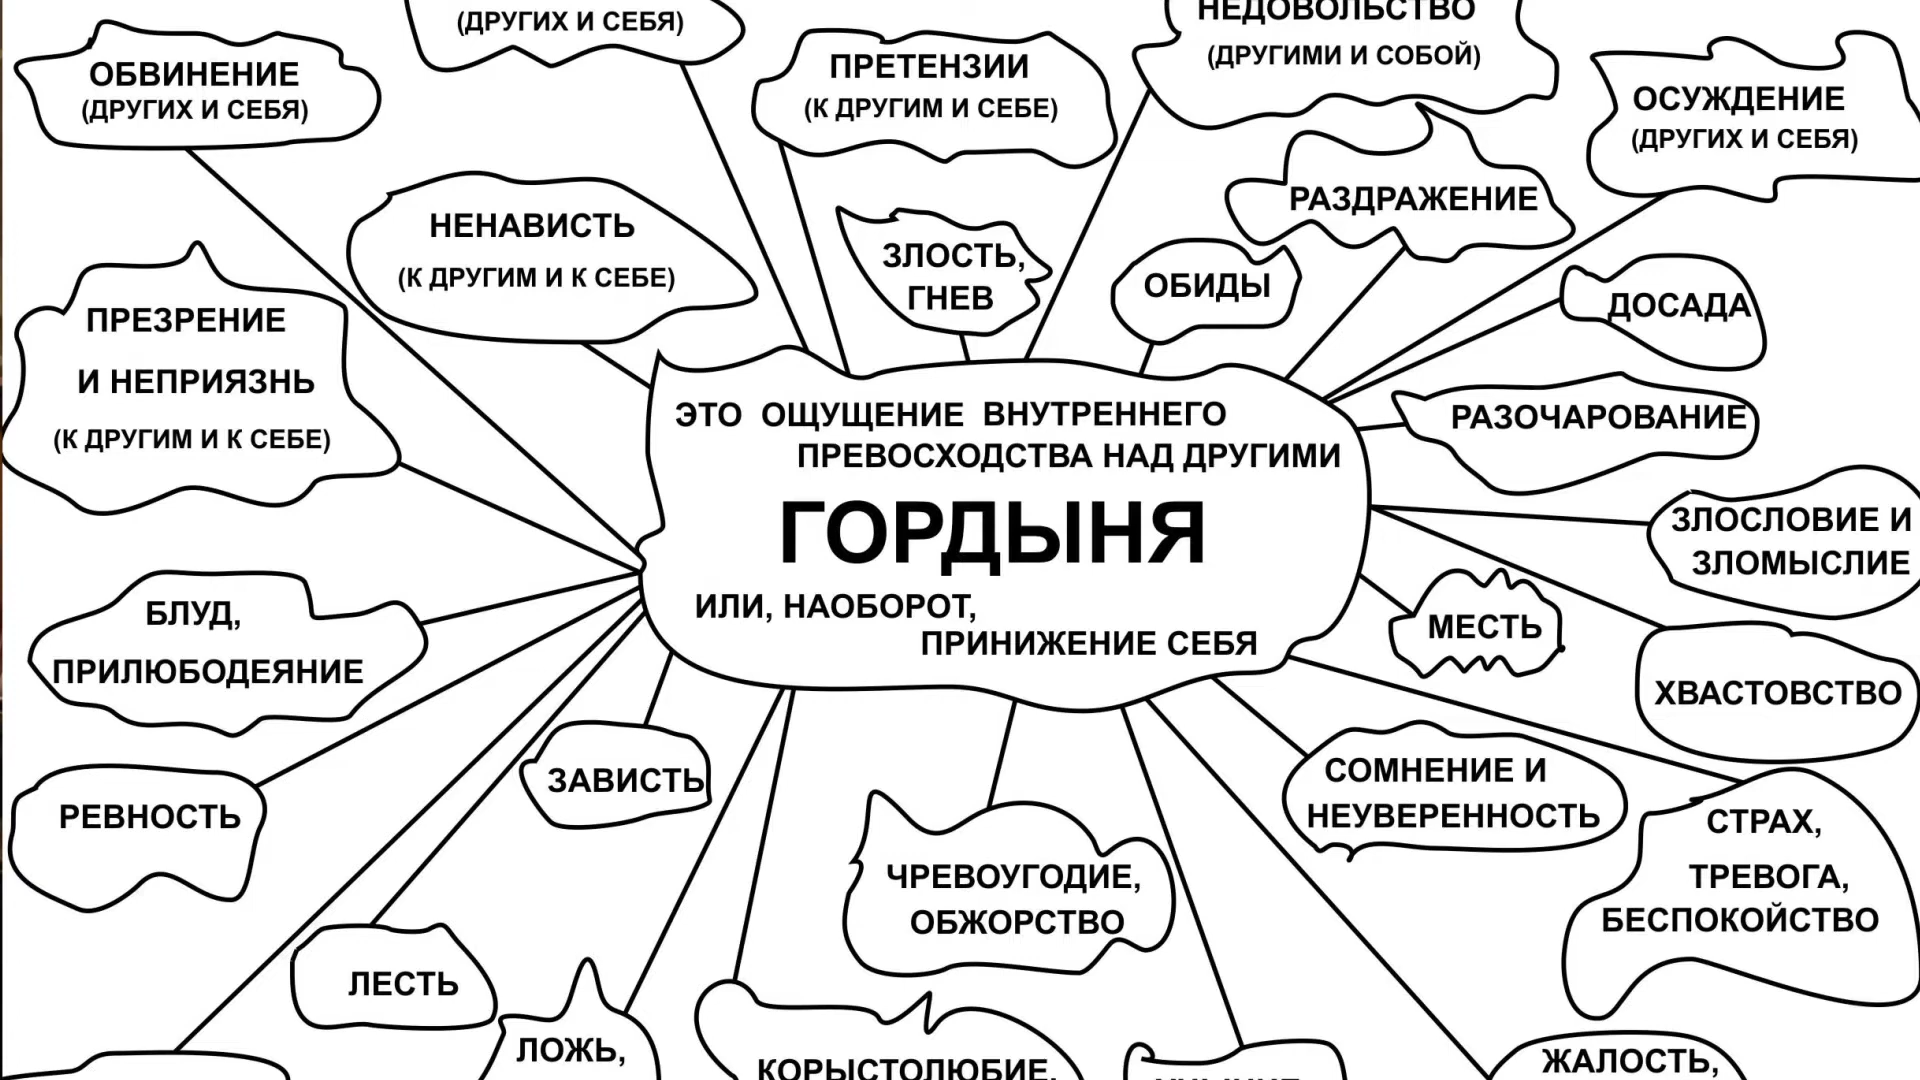 (ДРУГИХ И СЕБЯ)
НЕДОВОЛЬСТВО
(ДРУГИМИ И СОБОЙ)
ОБВИНЕНИЕ
(ДРУГИХ И СЕБЯ)
ПРЕТЕНЗИИ
(К ДРУГИМ И СЕБЕ)
ОСУЖДЕНИЕ
(ДРУГИХ И СЕБЯ)
НЕНАВИСТЬ
(К ДРУГИМ И К СЕБЕ)
ЗЛОСТЬ,
ГНЕВ
ОБИДЫ
РАЗДРАЖЕНИЕ
ДОСАДА
ПРЕЗРЕНИЕ
И НЕПРИЯЗНЬ
(К ДРУГИМ И К СЕБЕ)
РАЗОЧАРОВАНИЕ
ЭТО ОЩУЩЕНИЕ ВНУТРЕННЕГО
ПРЕВОСХОДСТВА НАД ДРУГИМИ
ГОРДЫНЯ
ИЛИ, НАОБОРОТ,
ПРИНИЖЕНИЕ СЕБЯ
ЗЛОСЛОВИЕ И
ЗЛОМЫСЛИЕ
МЕСТЬ
ХВАСТОВСТВО
БЛУД,
ПРИЛЮБОДЕЯНИЕ
РЕВНОСТЬ
ЗАВИСТЬ
СОМНЕНИЕ И
НЕУВЕРЕННОСТЬ
СТРАХ,
ТРЕВОГА,
БЕСПОКОЙСТВО
ЧРЕВОУГОДИЕ,
ОБЖОРСТВО
ЛЕСТЬ
ЛОЖЬ,
КОРЫСТОЛЮБИЕ,
ЖАЛОСТЬ,